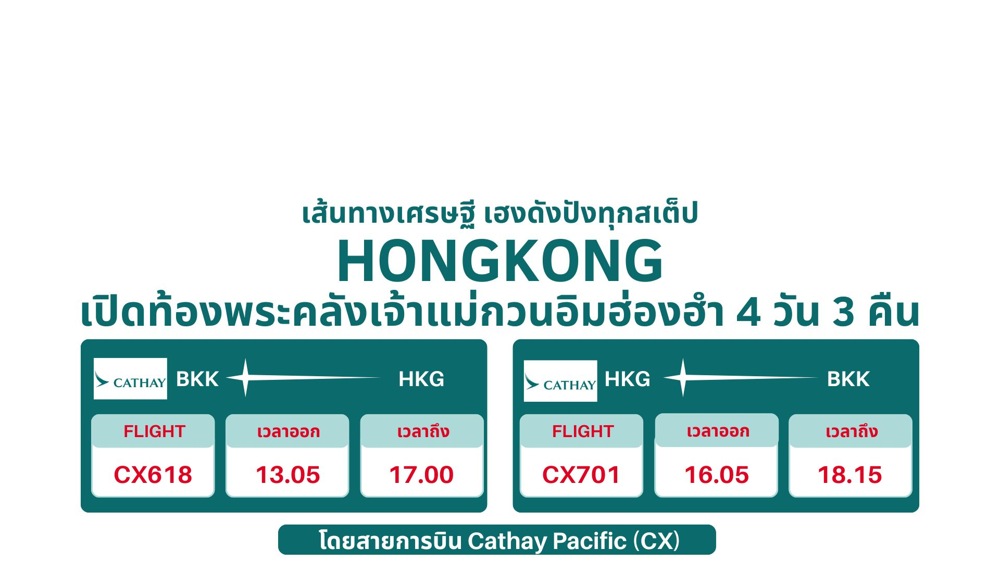 เส้นทางเศรษฐี เฮงดังปังทุกสเต็ป
HONGKONG
เปิดท้องพระคลังเจ้าแม่กวนอิมฮ่องฮำ 4 วัน 3 คืน
CATHAY BKK HKG
FLIGHT เวลาออก เวลาถึง
CX618 13.05 17.00
CATHAY HKG BKK
FLIGHT เวลาออก เวลาถึง
CX701 16.05 18.15
โดยสายการบิน Cathay Pacific (CX)